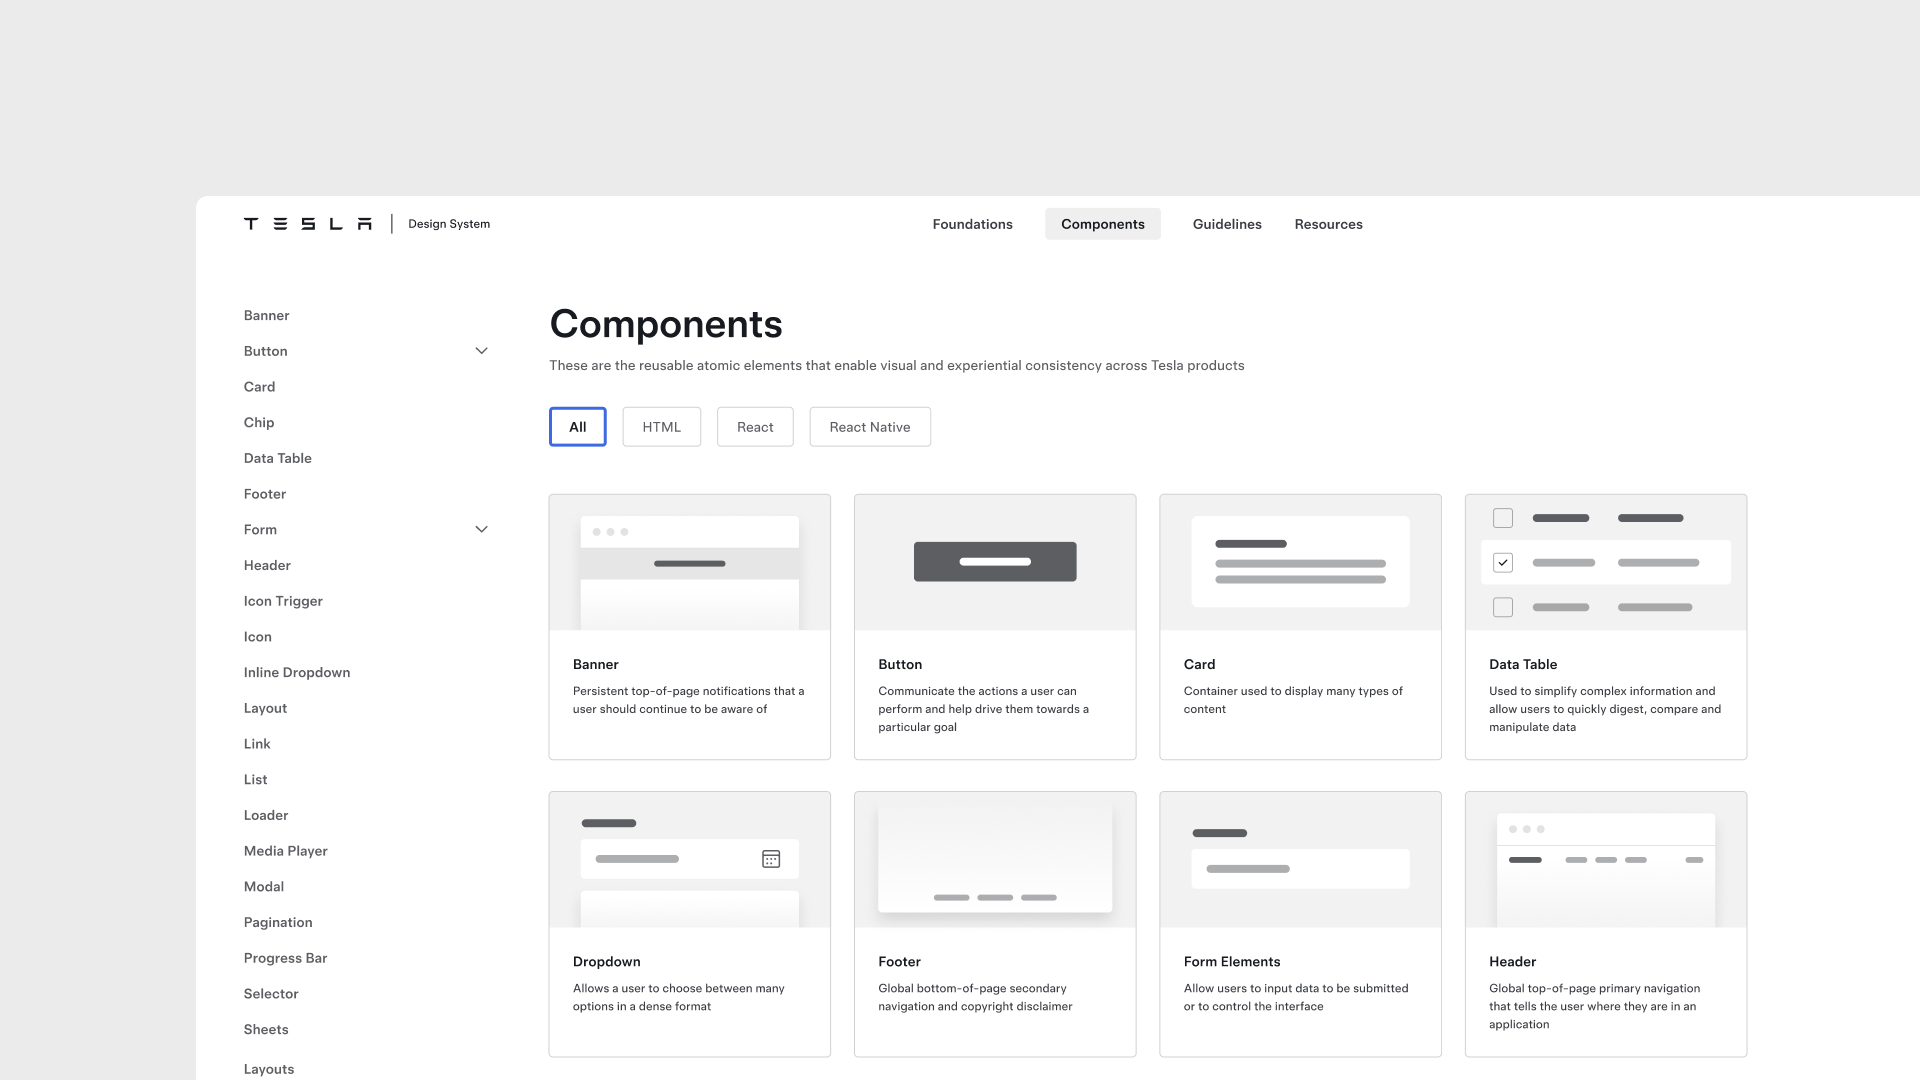 TESLA
Design System
Foundations
Components
Guidelines
Resources
Banner
Button
Card
Chip
Data Table
Footer
Form
Header
Icon Trigger
Icon
Inline Dropdown
Layout
Link
List
Loader
Media Player
Modal
Pagination
Progress Bar
Selector
Sheets
Layouts
Components
These are the reusable atomic elements that enable visual and experiential consistency across Tesla products
All
HTML
React
React Native
Banner
Persistent top-of-page notifications that a
user should continue to be aware of
Button
Communicate the actions a user can
perform and help drive them towards a
particular goal
Card
Container used to display many types of
content
Data Table
Used to simplify complex information and
allow users to quickly digest, compare and
manipulate data
Dropdown
Allows a user to choose between many
options in a dense format
Footer
Global bottom-of-page secondary
navigation and copyright disclaimer
Form Elements
Allow users to input data to be submitted
or to control the interface
Header
Global top-of-page primary navigation
that tells the user where they are in an
application